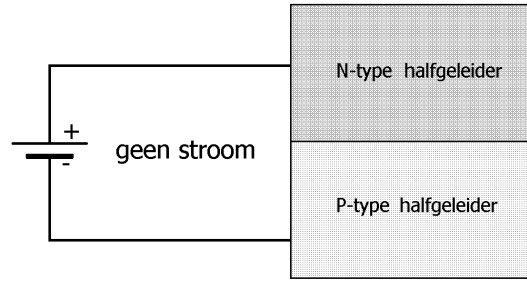 N-type halfgeleider
+
geen stroom
-
P-type halfgeleider